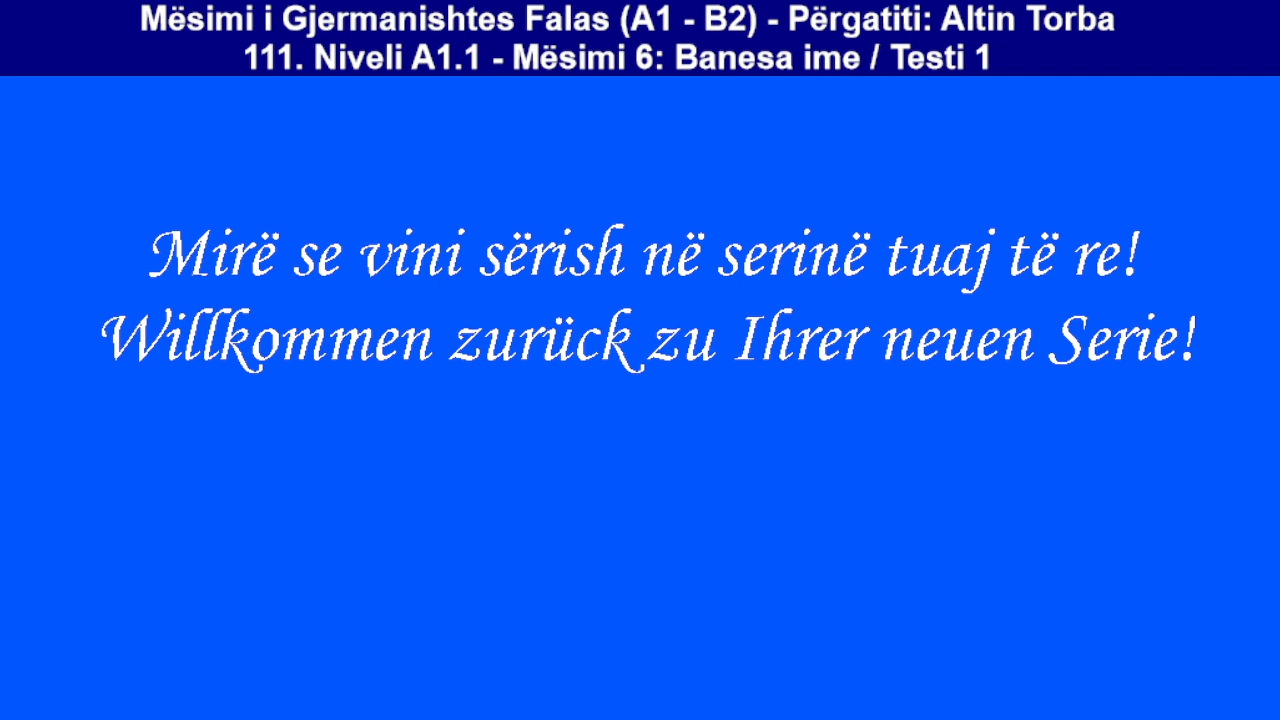 Mësimi i Gjermanishtes Falas (A1 - B2) - Përgatiti: Altin Torba
111. Niveli A1.1 - Mësimi 6: Banesa ime / Testi 1
Mirë se vini sërish në serinë tuaj të re!
Willkommen zurück zu Ihrer neuen Serie!